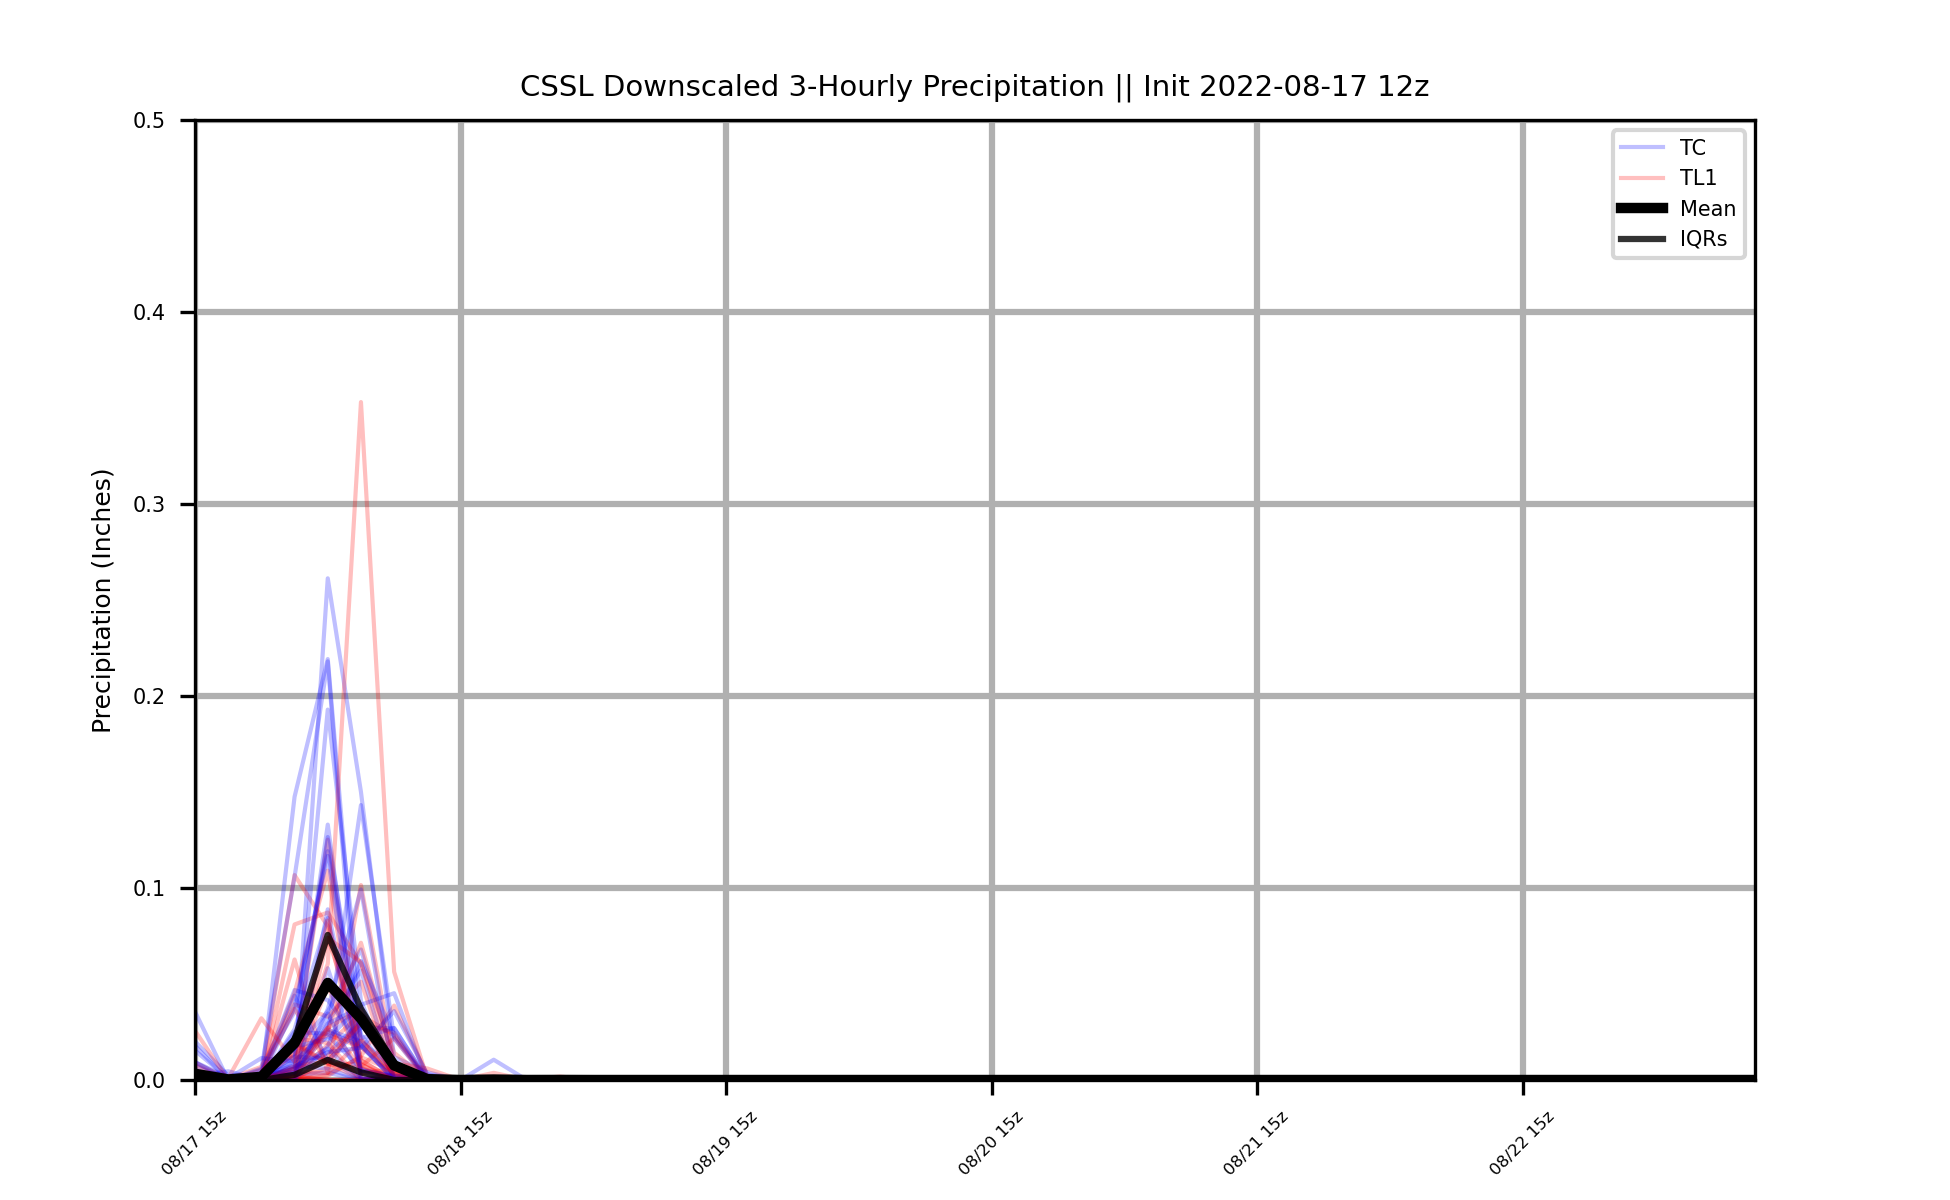 CSSL Downscaled 3-Hourly Precipitation || Init 2022-08-17 12z
0.5
0.4
0.3
0.2
0.1
0.0
Precipitation (Inches)
TC
TL1
Mean
IQRs
08/17 15z
08/18 15z
08/19 15z
08/20 15z
08/21 15z
08/22 15z